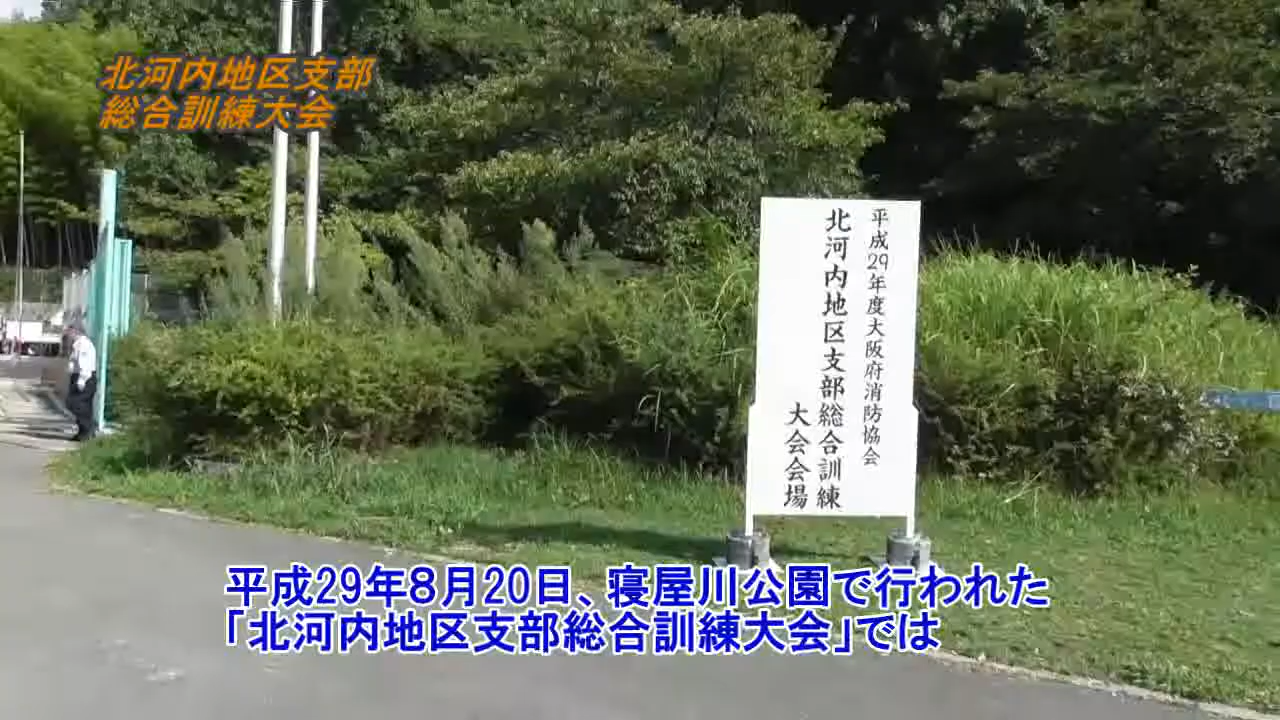 北河内地区支部
総合訓練大会
平成29年度大阪府消防協会
北河内地区支部総合訓練
大会会場
平成29年８月20日、寝屋川公園で行われた
「北河内地区支部総合訓練大会」では